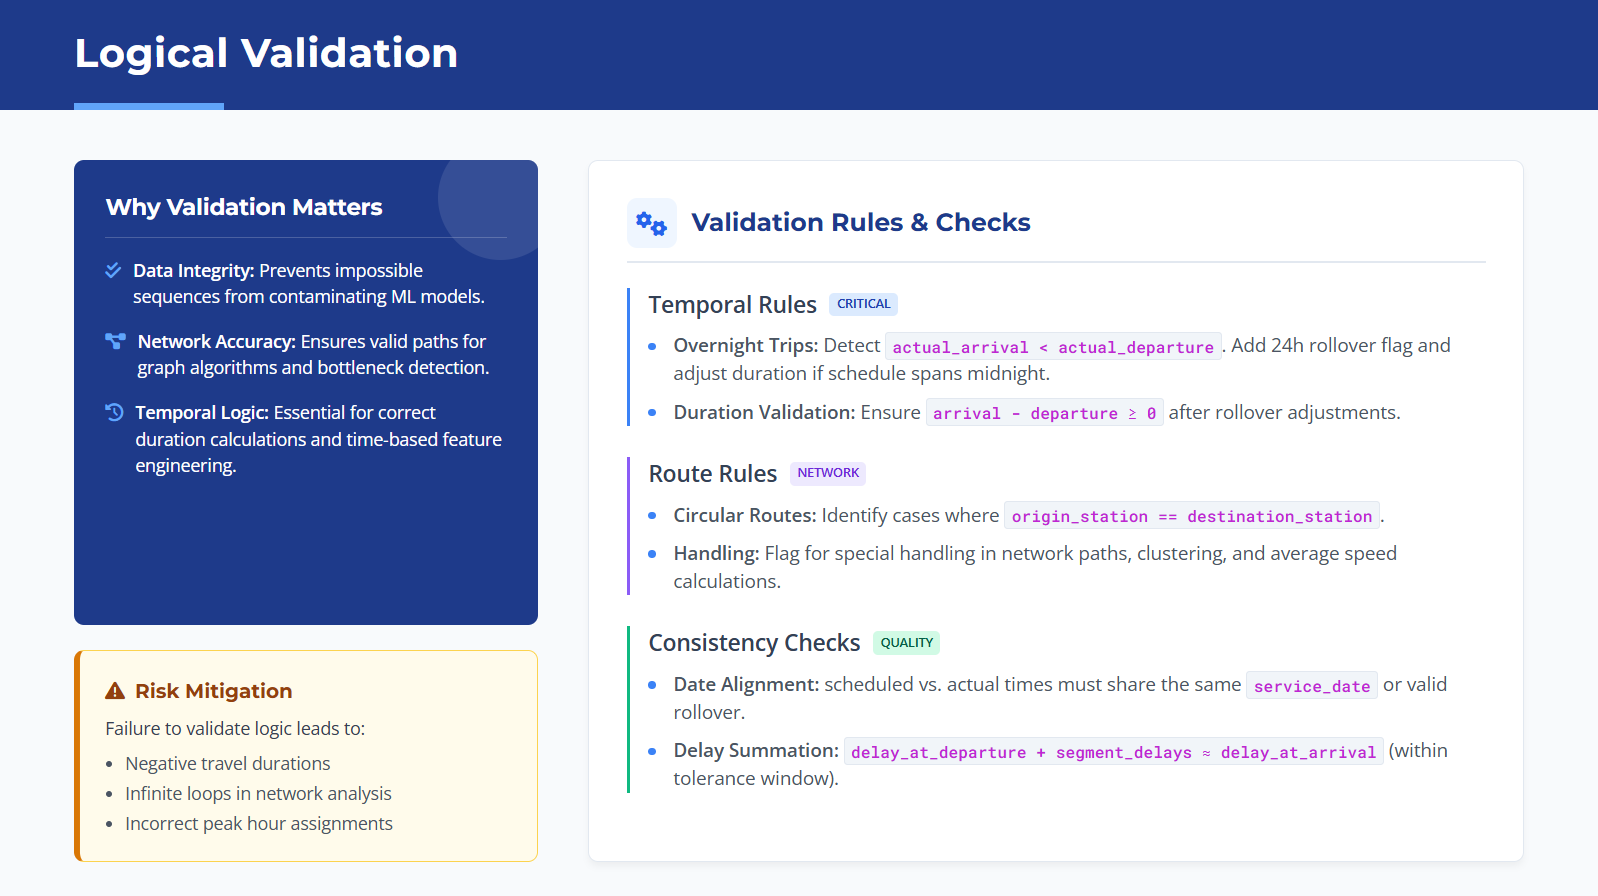 Logical Validation
Why Validation Matters
Data Integrity: Prevents impossible
sequences from contaminating ML models.
Network Accuracy: Ensures valid paths for
graph algorithms and bottleneck detection.
Temporal Logic: Essential for correct
duration calculations and time-based feature
engineering.
Risk Mitigation
Failure to validate logic leads to:
• Negative travel durations
• Infinite loops in network analysis
• Incorrect peak hour assignments
Validation Rules & Checks
Temporal Rules CRITICAL
• Overnight Trips: Detect actual_arrival < actual_departure. Add 24h rollover flag and
adjust duration if schedule spans midnight.
• Duration Validation: Ensure arrival - departure ≥ 0 after rollover adjustments.
Route Rules NETWORK
• Circular Routes: Identify cases where origin_station == destination_station.
• Handling: Flag for special handling in network paths, clustering, and average speed
calculations.
Consistency Checks QUALITY
• Date Alignment: scheduled vs. actual times must share the same service_date or valid
rollover.
• Delay Summation: delay_at_departure + segment_delays ≈ delay_at_arrival (within
tolerance window).